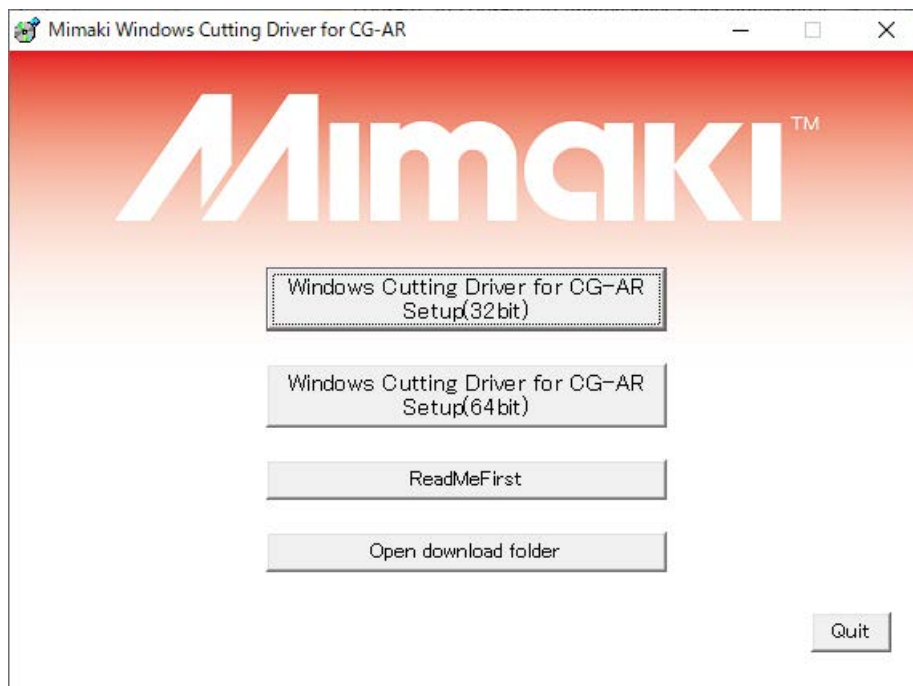 Mimaki Windows Cutting Driver for CG-AR
Mimaki™
Windows Cutting Driver for CG-AR
Setup(32bit)
Windows Cutting Driver for CG-AR
Setup(64bit)
ReadMeFirst
Open download folder
Quit